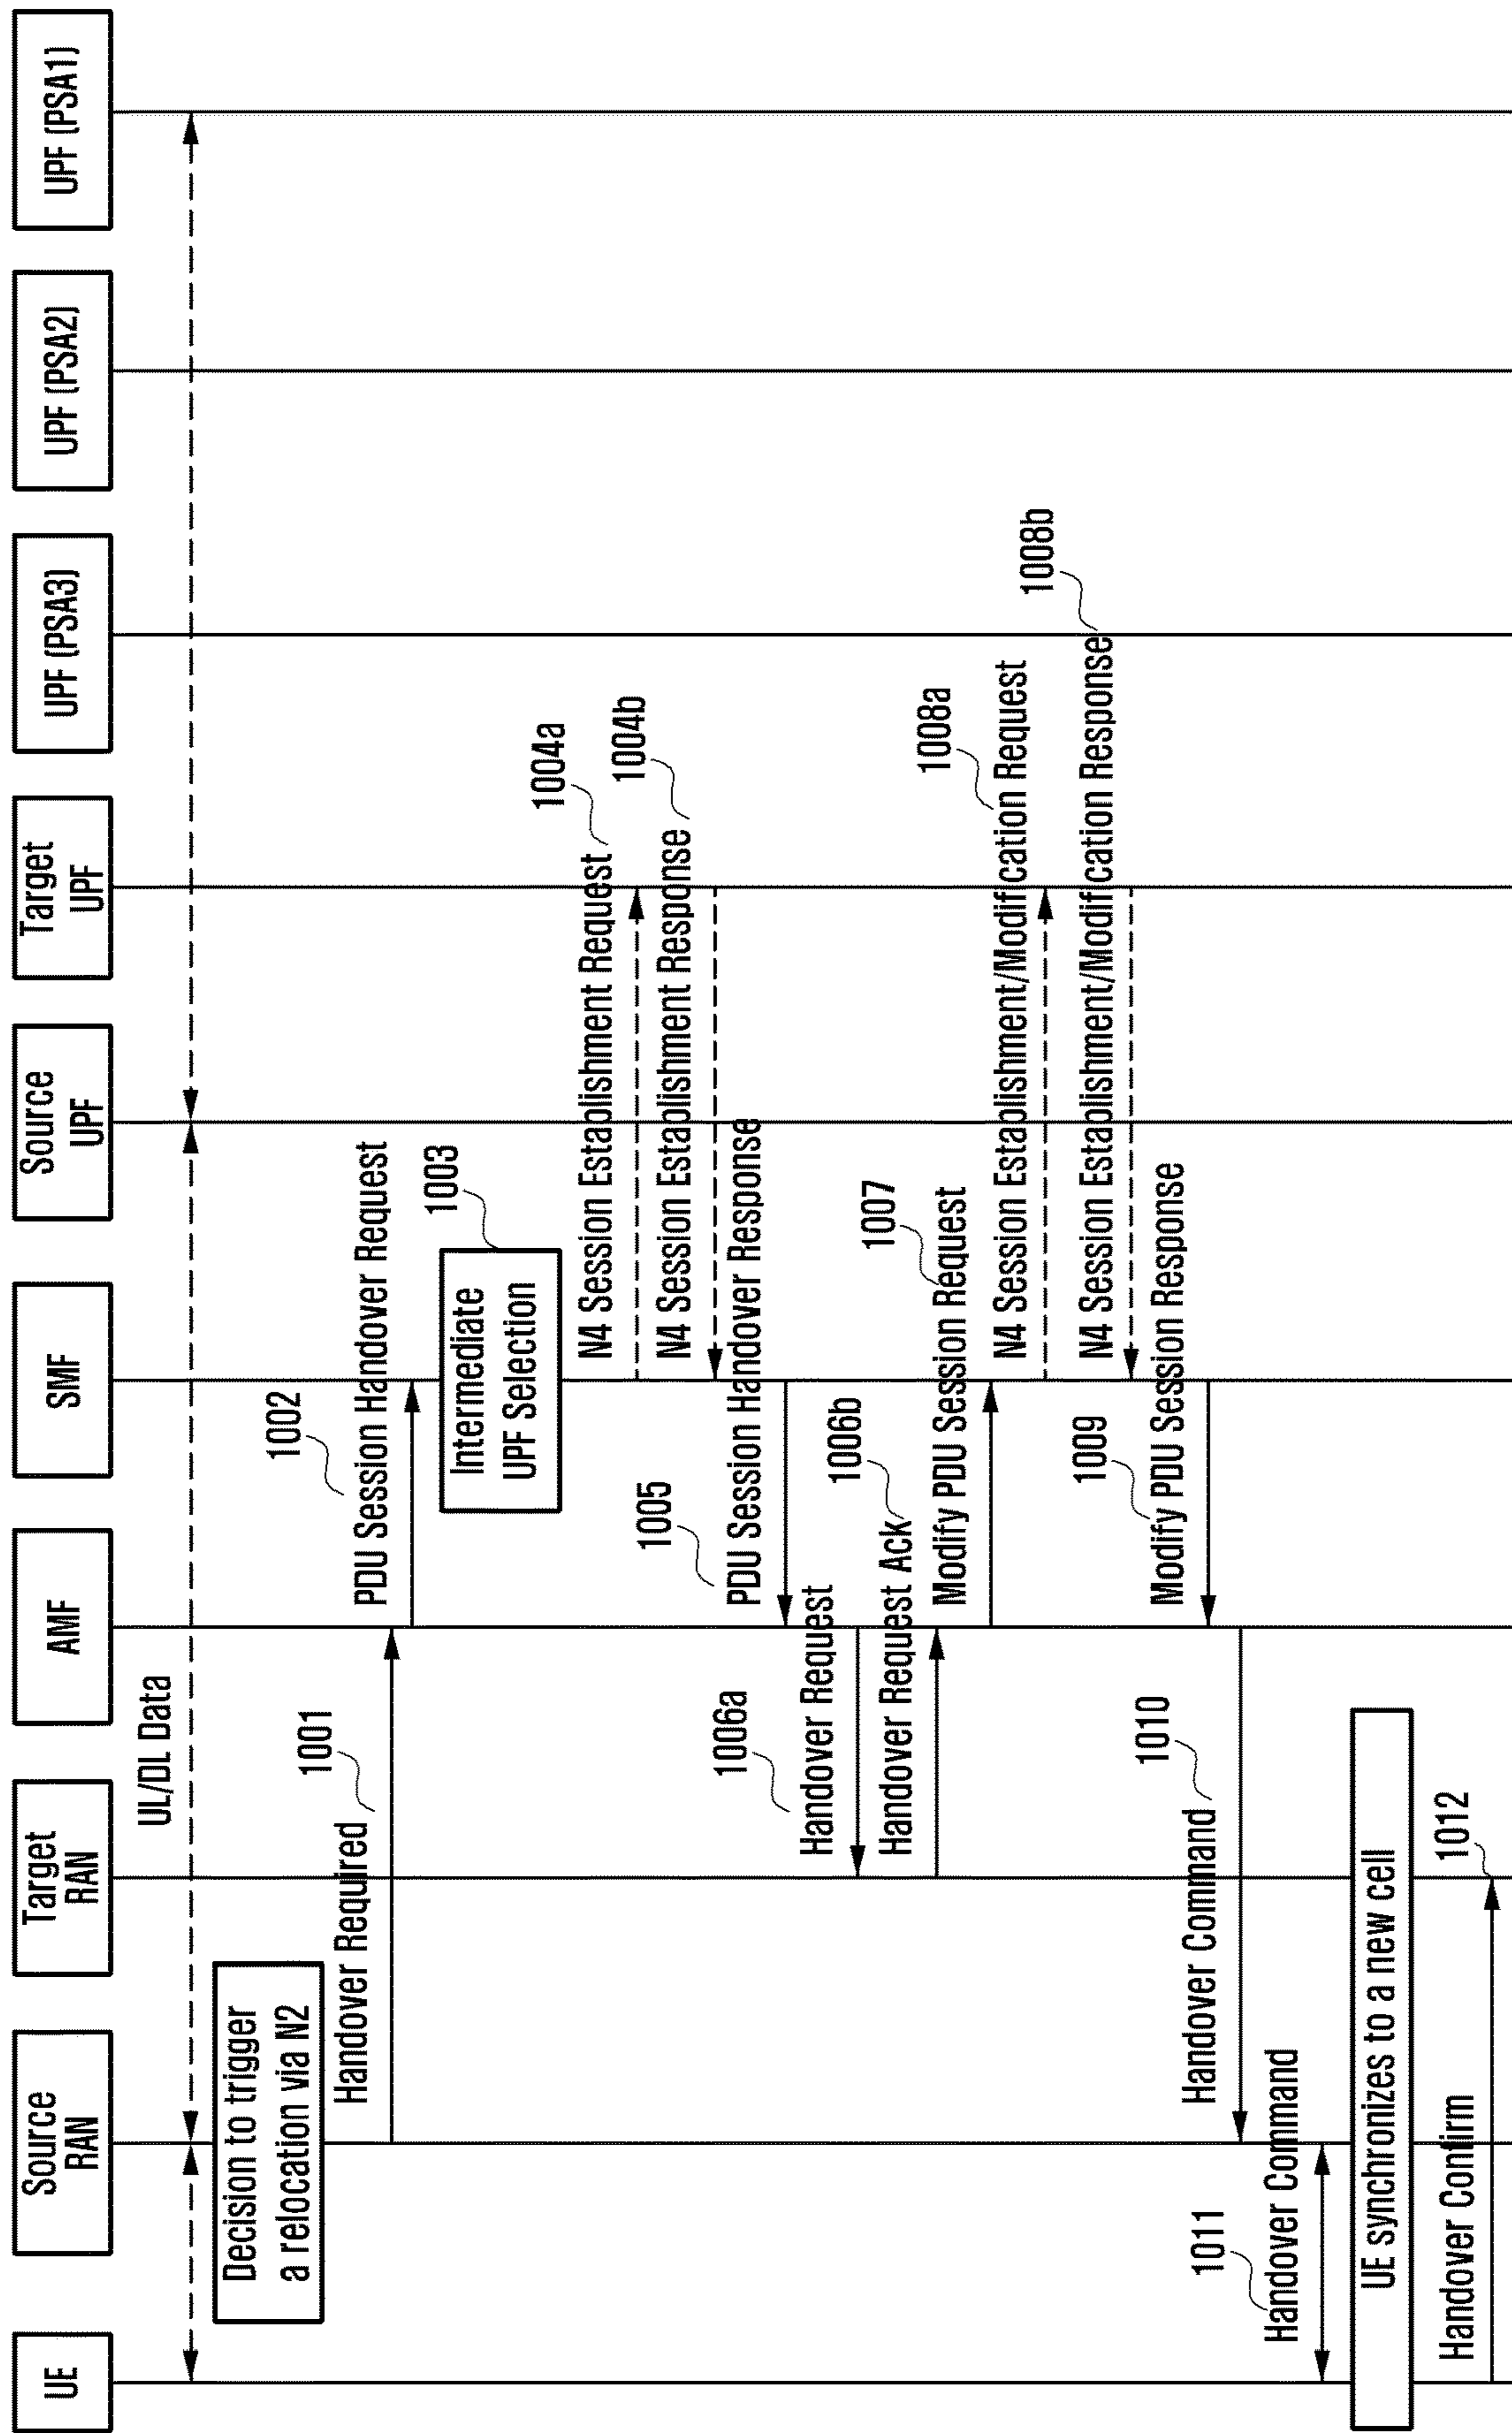 UE
Source
RAN
Target
RAN
AMF
SMF
Source
UPF
Target
UPF
UPF (PSA3)
UPF (PSA2)
UPF (PSA1)
UL/DL Data
Decision to trigger
a relocation via N2
Handover Required
1001
1002
PDU Session Handover Request
1003
Intermediate
UPF Selection
1004a
N4 Session Establishment Request
1004b
N4 Session Establishment Response
1005
PDU Session Handover Response
1006a
Handover Request
1006b
Handover Request Ack
1007
Modify PDU Session Request
1008a
N4 Session Establishment/Modification Request
1008b
N4 Session Establishment/Modification Response
1009
Modify PDU Session Response
1010
Handover Command
1011
Handover Command
UE synchronizes to a new cell
1012
Handover Confirm